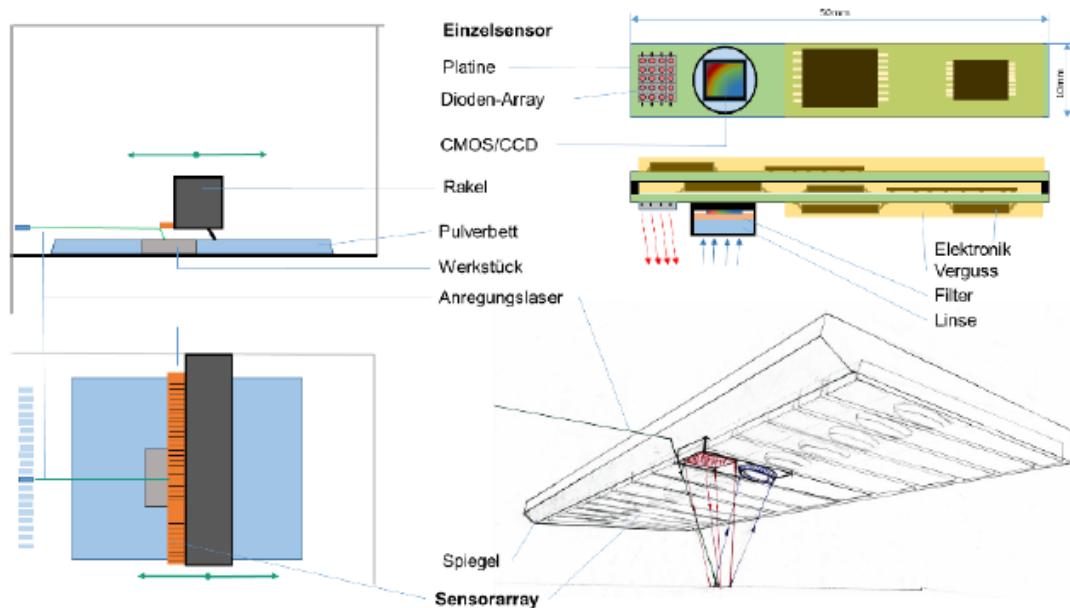 Einzelsensor
Platine
Dioden-Array
CMOS/CCD
Rakel
Pulverbett
Werkstück
Anregungslaser
50mm
10mm
Elektronik
Verguss
Filter
Linse
Spiegel
Sensorarray